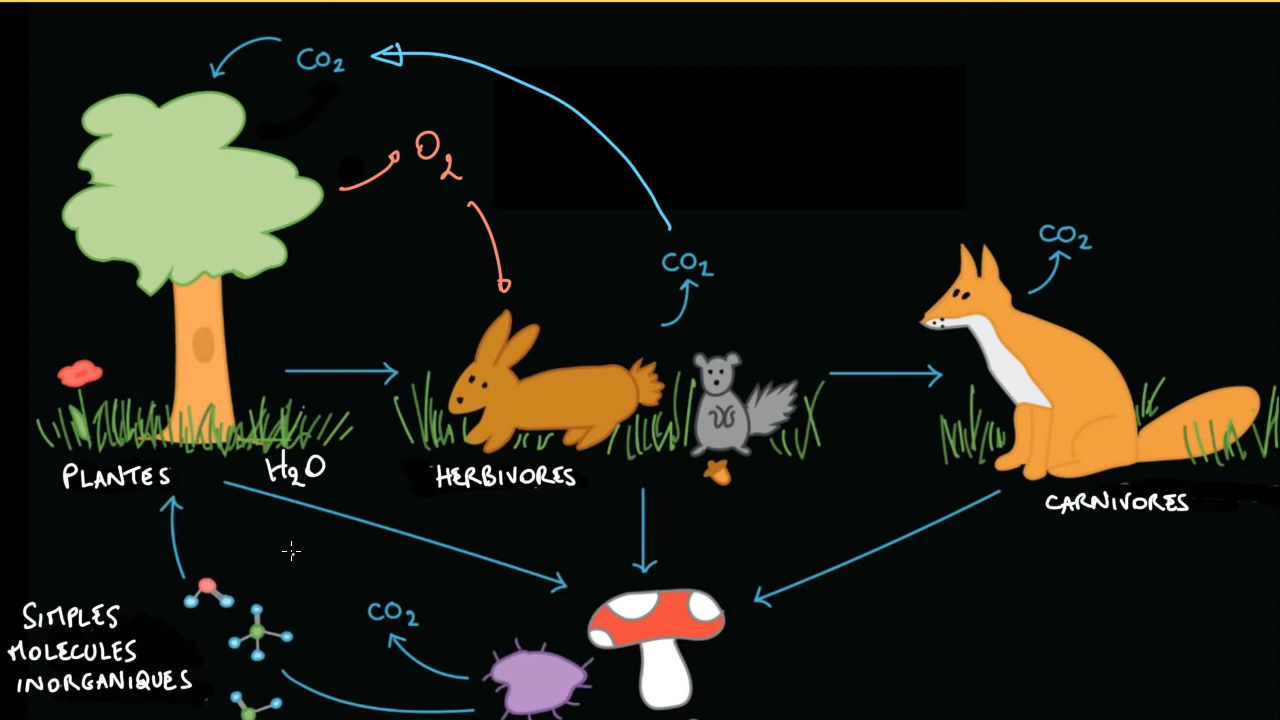 CO₂
O₂
CO₂
CO₂
PLANTES
H₂O
HERBIVORES
CARNIVORES
CO₂
SIMPLES
MOLECULES
INORGANIQUES